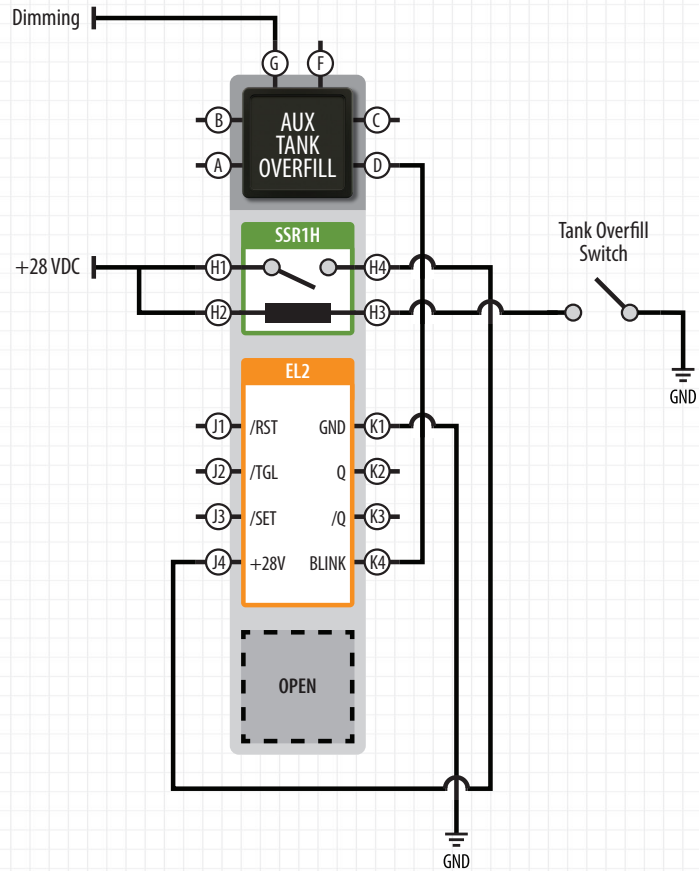 Dimming
G
F
B
AUX
TANK
OVERFILL
C
A
D
SSR1H
Tank Overfill
Switch
+28 VDC
H1
H4
H2
H3
GND
EL2
J1
/RST
GND
K1
J2
/TGL
Q
K2
J3
/SET
/Q
K3
J4
+28V
BLINK
K4
OPEN
GND